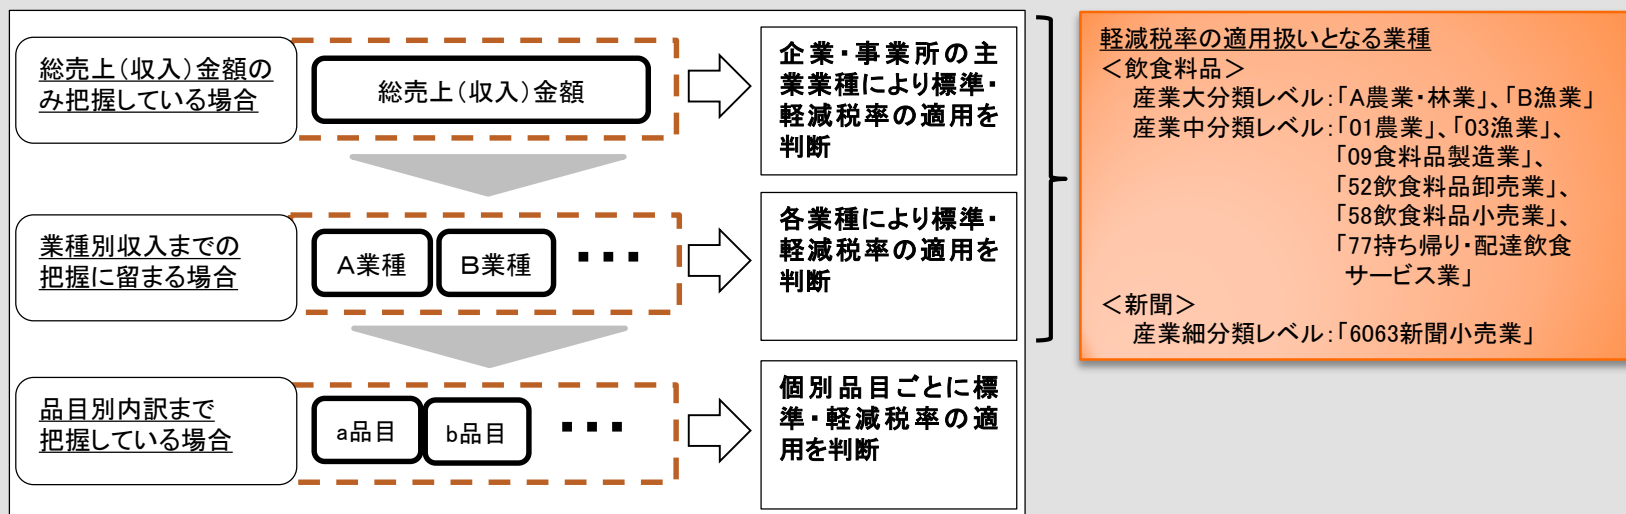 総売上（収入）金額の
み把握している場合
総売上（収入）金額
企業・事業所の主
業業種により標準・
軽減税率の適用を
判断
業種別収入までの
把握に留まる場合
A業種
B業種
・・・
各業種により標準・
軽減税率の適用を
判断
品目別内訳まで
把握している場合
a品目
b品目
・・・
個別品目ごとに標
準・軽減税率の適
用を判断
軽減税率の適用扱いとなる業種
＜飲食料品＞
産業大分類レベル：「A農業・林業」、「B漁業」
産業中分類レベル：「01農業」、「03漁業」、
「09食料品製造業」、
「52飲食料品卸売業」、
「58飲食料品小売業」、
「77持ち帰り・配達飲食
サービス業」
＜新聞＞
産業細分類レベル：「6063新聞小売業」